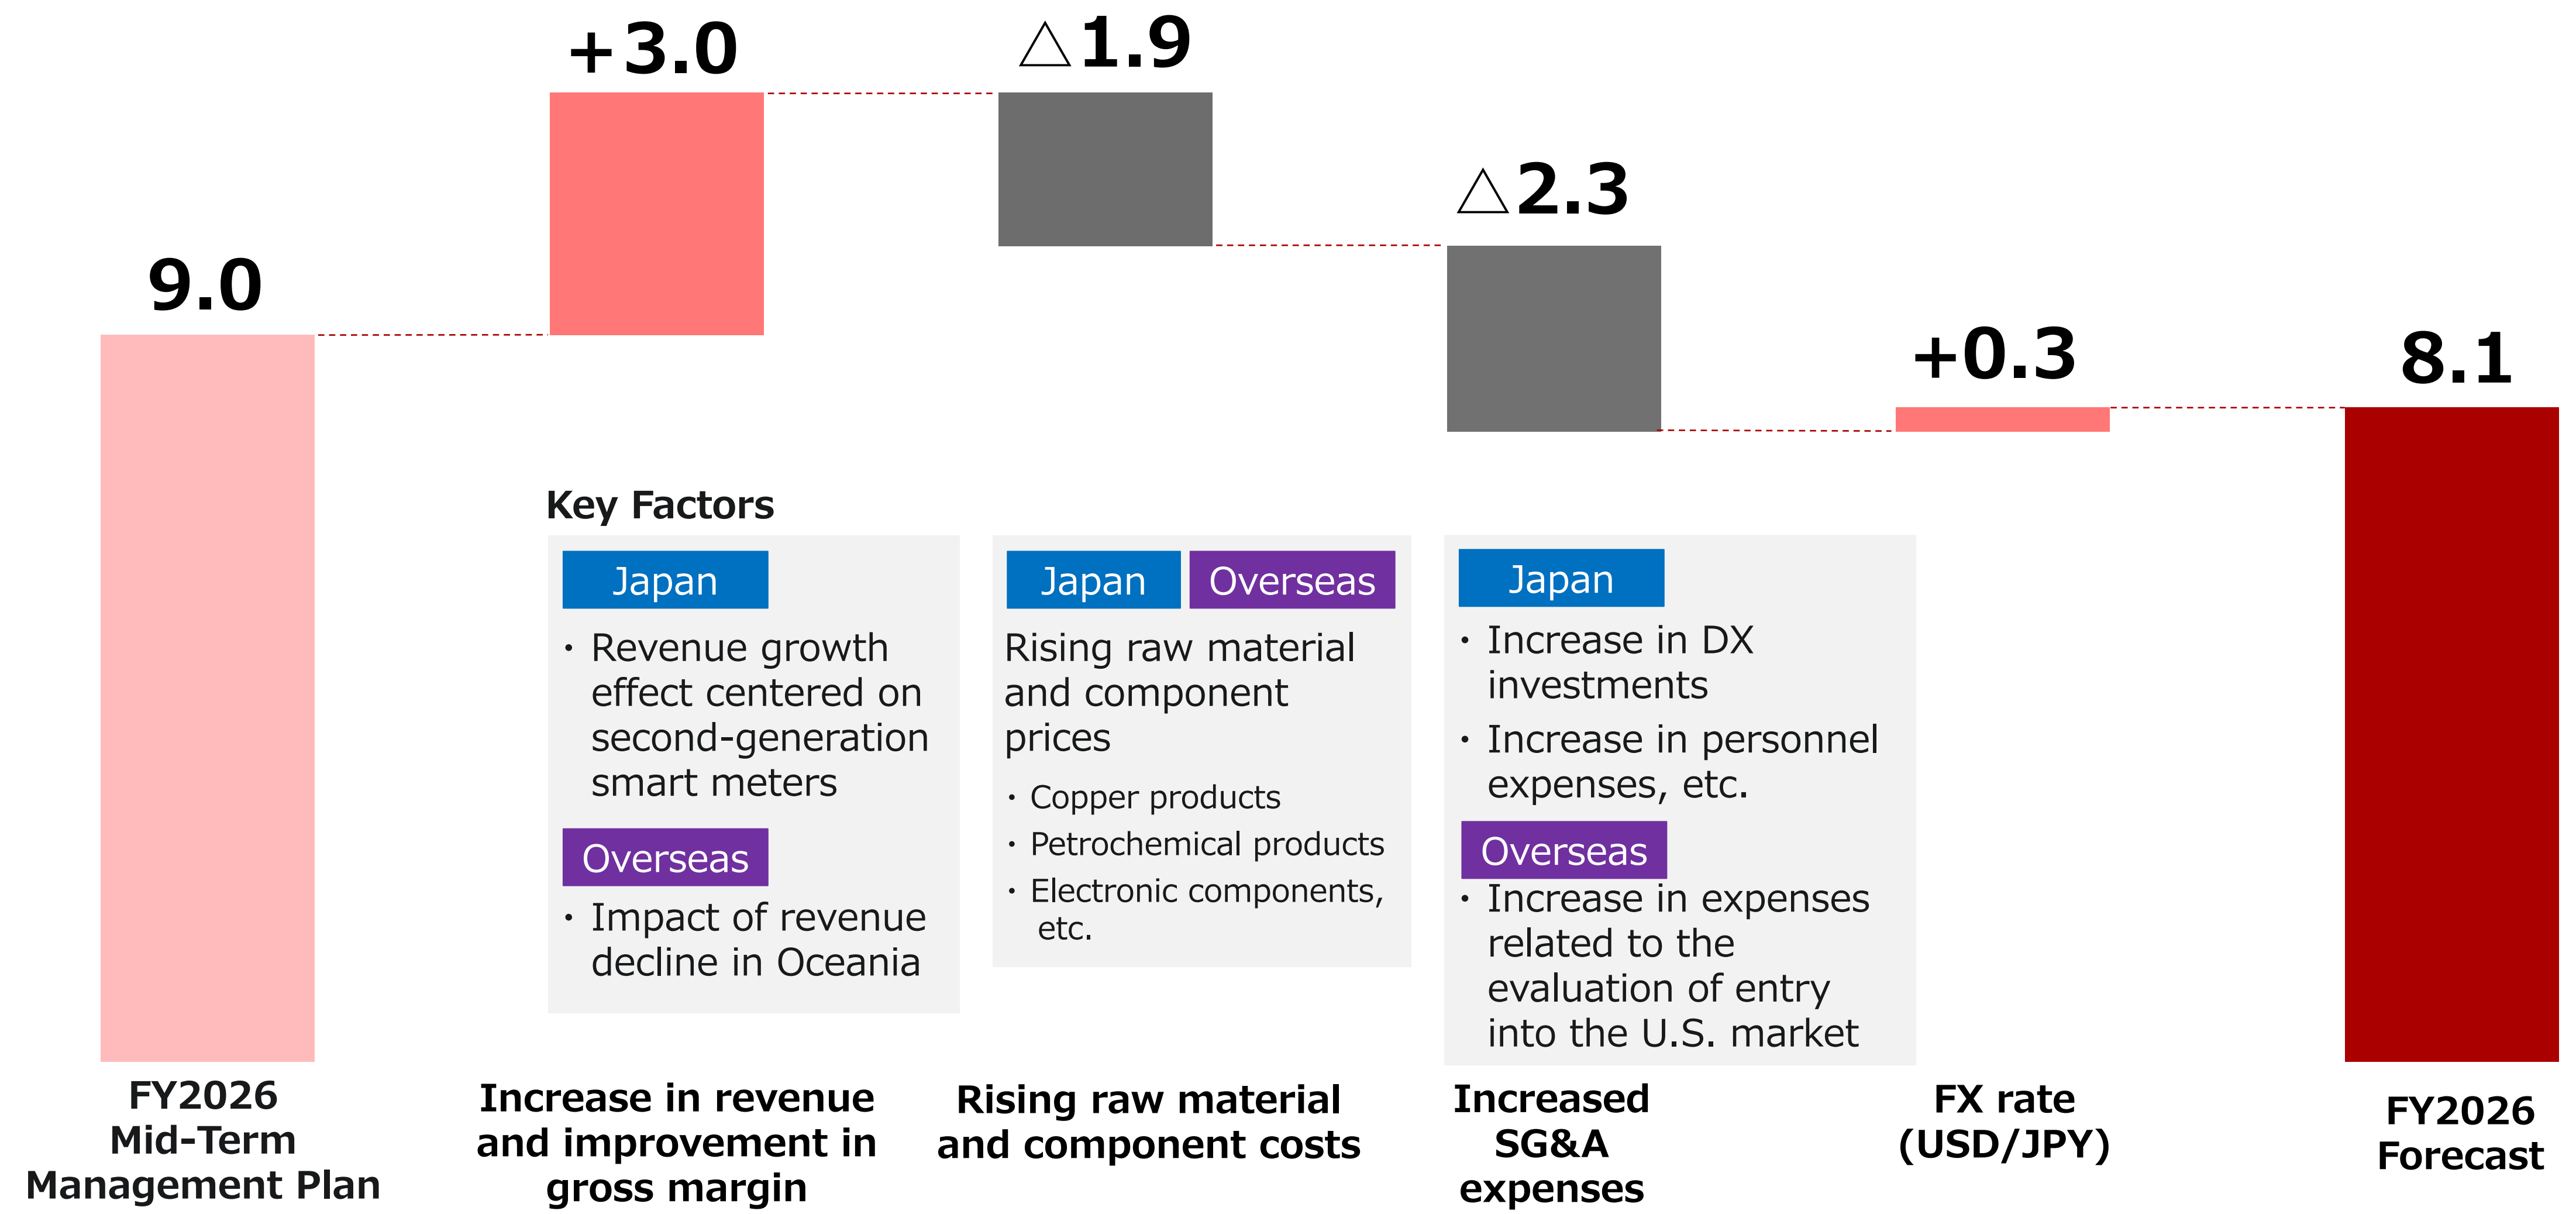 +3.0
△1.9
△2.3
9.0
+0.3
8.1
Key Factors
Japan
・Revenue growth
effect centered on
second-generation
smart meters
Overseas
・Impact of revenue
decline in Oceania
Japan
Overseas
Rising raw material
and component
prices
・Copper products
・Petrochemical products
・Electronic components,
etc.
Japan
・Increase in DX
investments
・Increase in personnel
expenses, etc.
Overseas
・Increase in expenses
related to the
evaluation of entry
into the U.S. market
FY2026
Mid-Term
Management Plan
Increase in revenue
and improvement in
gross margin
Rising raw material
and component costs
Increased
SG&A
expenses
FX rate
(USD/JPY)
FY2026
Forecast